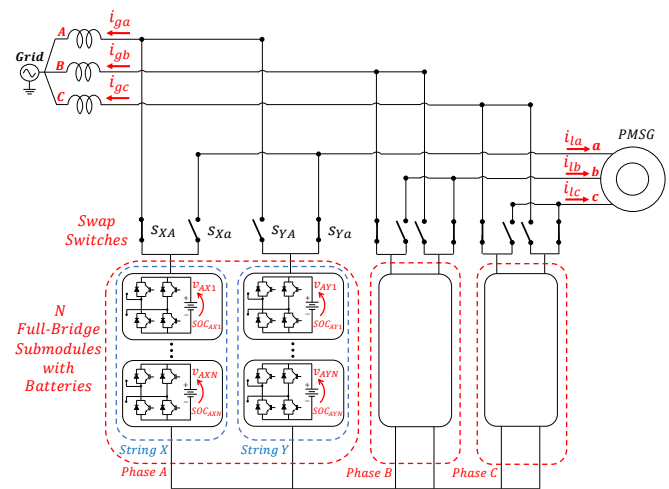 A
i_ga
Grid
B
i_gb
C
i_gc
PMSG
i_la a
i_lb b
i_lc c
Swap
Switches
S_XA
S_Xa
S_YA
S_Ya
N
Full-Bridge
Submodules
with
Batteries
v_AX1
SOC_AX1
v_AY1
SOC_AY1
v_AXN
SOC_AXN
v_AYN
SOC_AYN
String X
String Y
Phase A
Phase B
Phase C